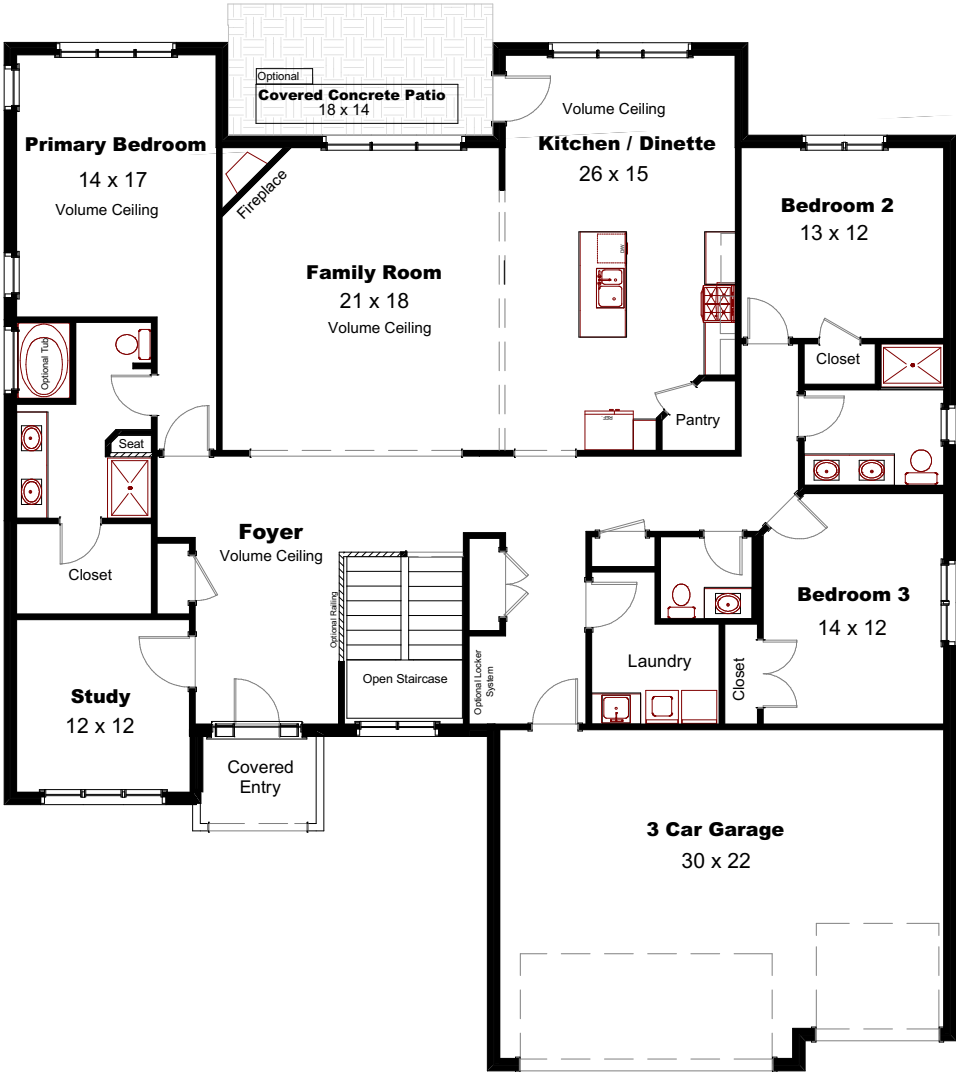 Optional
Covered Concrete Patio
18 x 14
Primary Bedroom
14 x 17
Volume Ceiling
Fireplace
Family Room
21 x 18
Volume Ceiling
Volume Ceiling
Kitchen / Dinette
26 x 15
DW
Bedroom 2
13 x 12
Closet
Optional Tub
Seat
REF
Pantry
Closet
Foyer
Volume Ceiling
Optional Railing
Open Staircase
Optional Locker
System
Laundry
Closet
Bedroom 3
14 x 12
Study
12 x 12
Covered
Entry
3 Car Garage
30 x 22